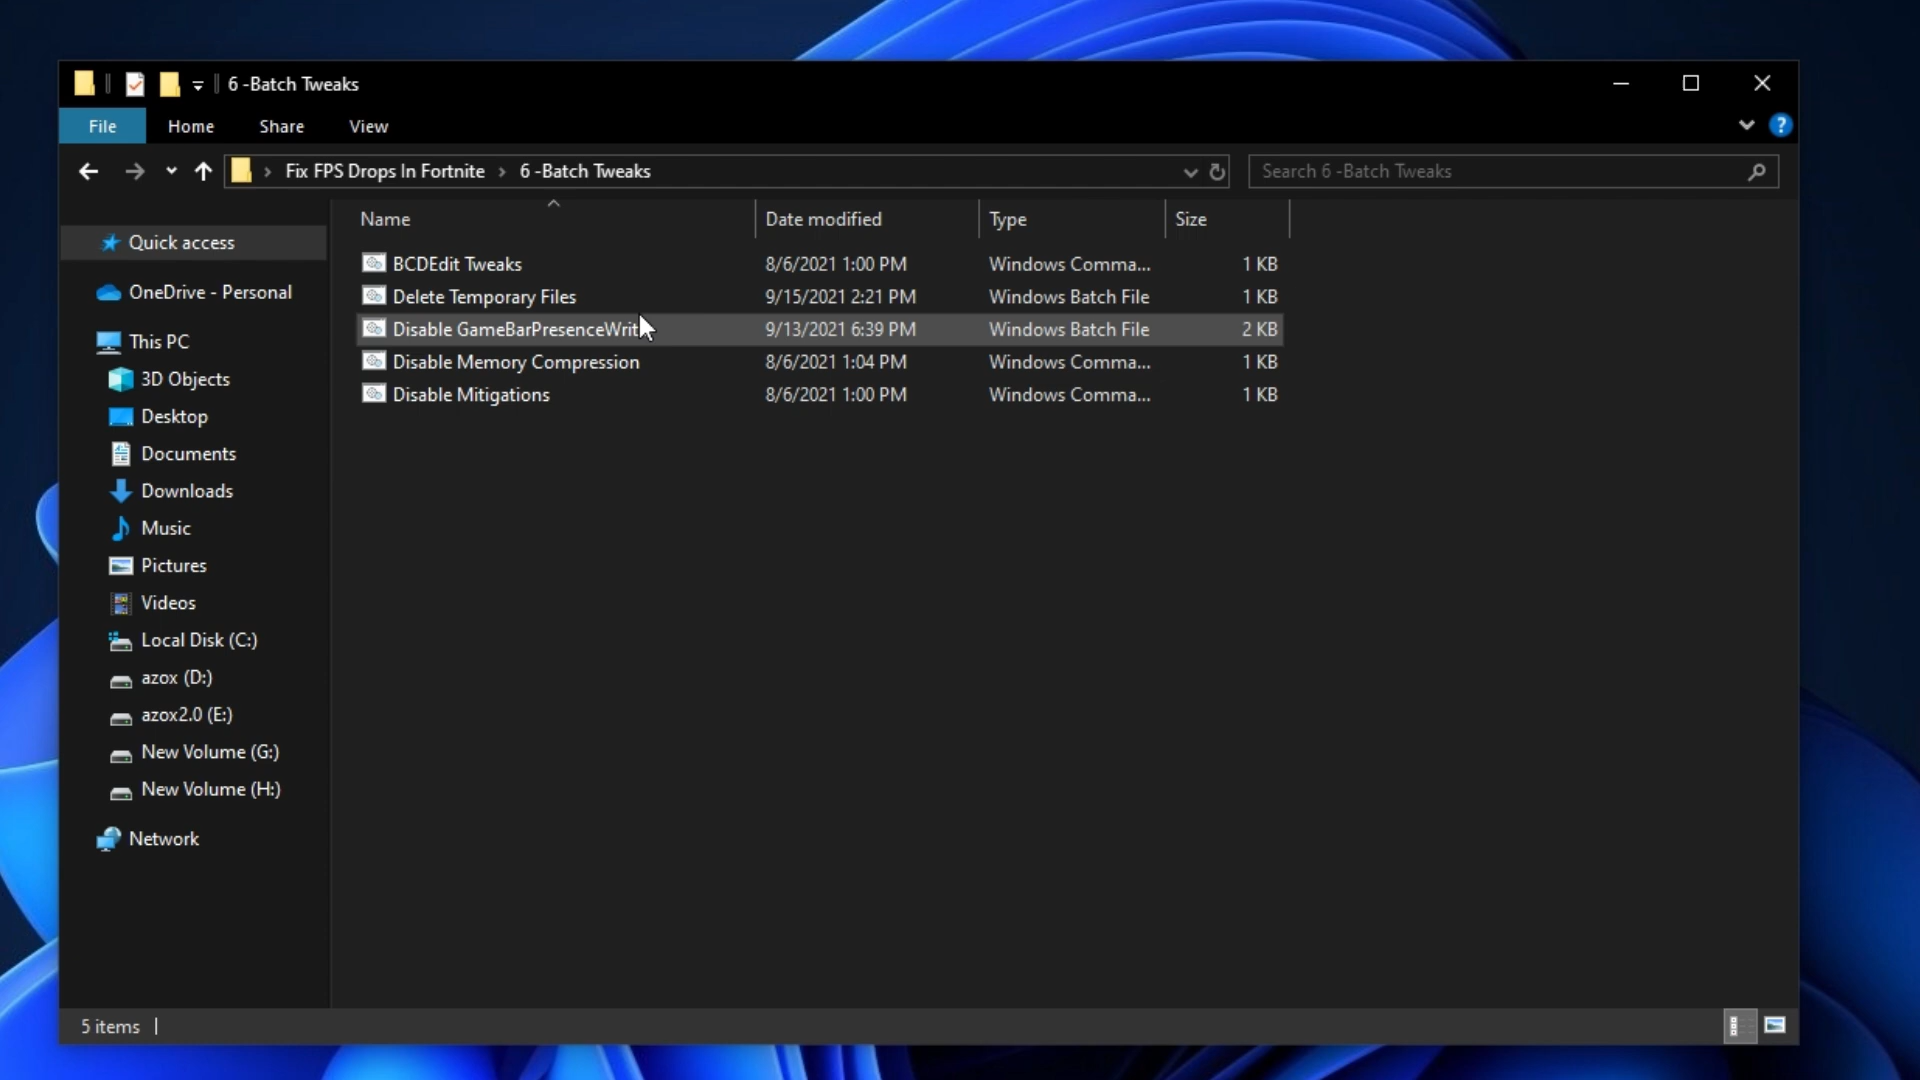 6 -Batch Tweaks
File Home Share View
?
Fix FPS Drops In Fortnite > 6 -Batch Tweaks
Search 6 -Batch Tweaks
Quick access
OneDrive - Personal
This PC
3D Objects
Desktop
Documents
Downloads
Music
Pictures
Videos
Local Disk (C:)
azox (D:)
azox2.0 (E:)
New Volume (G:)
New Volume (H:)
Network
Name Date modified Type Size
BCDEdit Tweaks 8/6/2021 1:00 PM Windows Comma... 1 KB
Delete Temporary Files 9/15/2021 2:21 PM Windows Batch File 1 KB
Disable GameBarPresenceWrit 9/13/2021 6:39 PM Windows Batch File 2 KB
Disable Memory Compression 8/6/2021 1:04 PM Windows Comma... 1 KB
Disable Mitigations 8/6/2021 1:00 PM Windows Comma... 1 KB
5 items